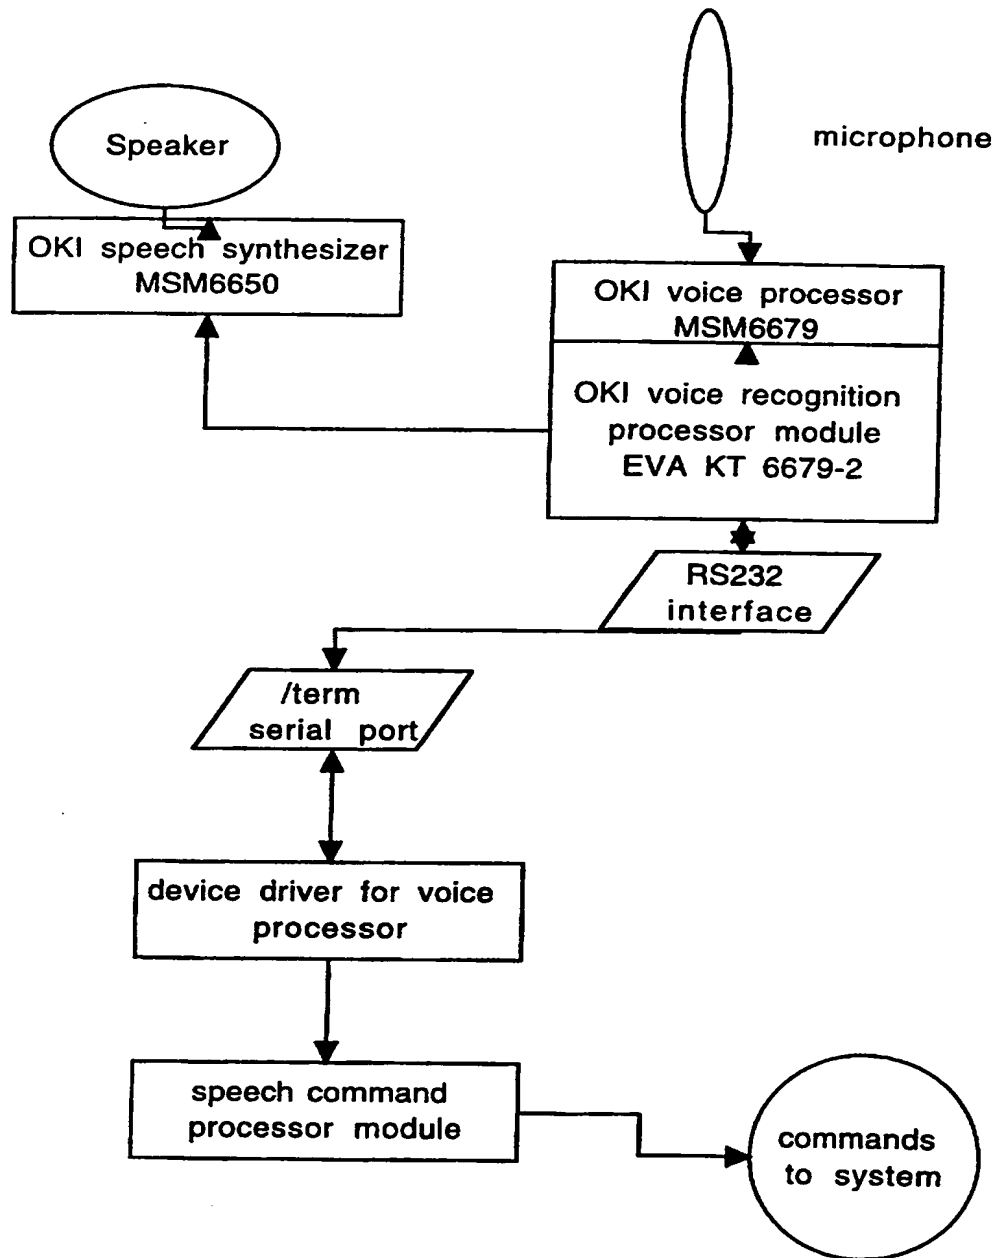 microphone
Speaker
OKI speech synthesizer
MSM6650
OKI voice processor
MSM6679
OKI voice recognition
processor module
EVA KT 6679-2
RS232
interface
/term
serial port
device driver for voice
processor
speech command
processor module
commands
to system